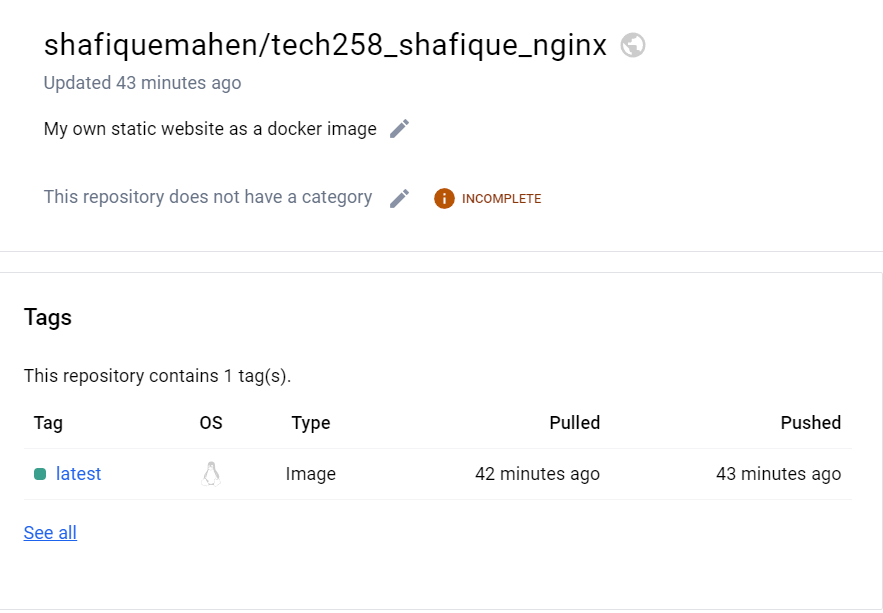 shafiquemahen/tech258_shafique_nginx
Updated 43 minutes ago
My own static website as a docker image
This repository does not have a category
INCOMPLETE
Tags
This repository contains 1 tag(s).
Tag OS Type Pulled Pushed
latest Image 42 minutes ago 43 minutes ago
See all